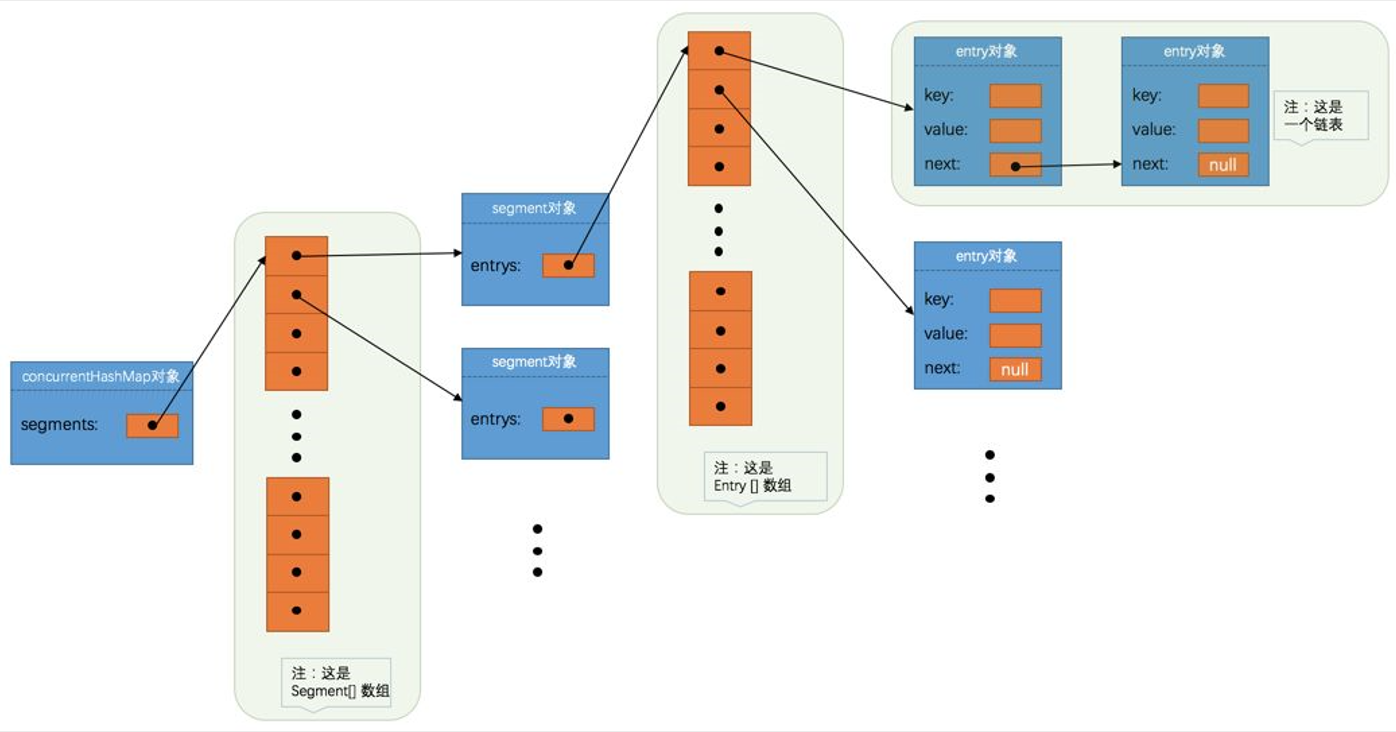 concurrentHashMap对象
segments:
注：这是
Segment[] 数组
segment对象
entrys:
segment对象
entrys:
注：这是
Entry [] 数组
entry对象
key:
value:
next:
entry对象
key:
value:
next: null
注：这是
一个链表
entry对象
key:
value:
next: null